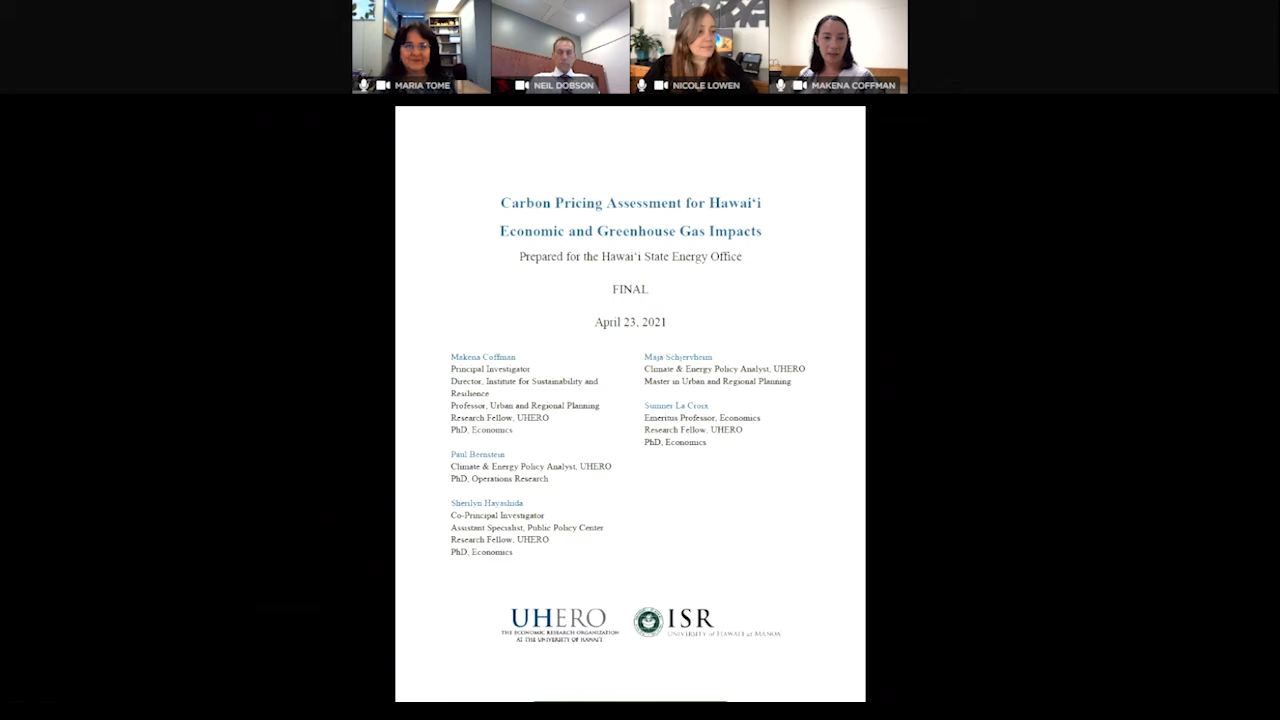 MARIA TOME
NEIL DOBSON
NICOLE LOWEN
MAKENA COFFMAN
Carbon Pricing Assessment for Hawai‘i
Economic and Greenhouse Gas Impacts
Prepared for the Hawai‘i State Energy Office
FINAL
April 23, 2021
Makena Coffman
Principal Investigator
Director, Institute for Sustainability and
Resilience
Professor, Urban and Regional Planning
Research Fellow, UHERO
PhD, Economics
Paul Bernstein
Climate & Energy Policy Analyst, UHERO
PhD, Operations Research
Sherilyn Hayashida
Co-Principal Investigator
Assistant Specialist, Public Policy Center
Research Fellow, UHERO
PhD, Economics
Maja Schjervheim
Climate & Energy Policy Analyst, UHERO
Master in Urban and Regional Planning
Sumner La Croix
Emeritus Professor, Economics
Research Fellow, UHERO
PhD, Economics
UHERO
THE ECONOMIC RESEARCH ORGANIZATION
AT THE UNIVERSITY OF HAWAI‘I
ISR
UNIVERSITY of HAWAI‘I AT MĀNOA